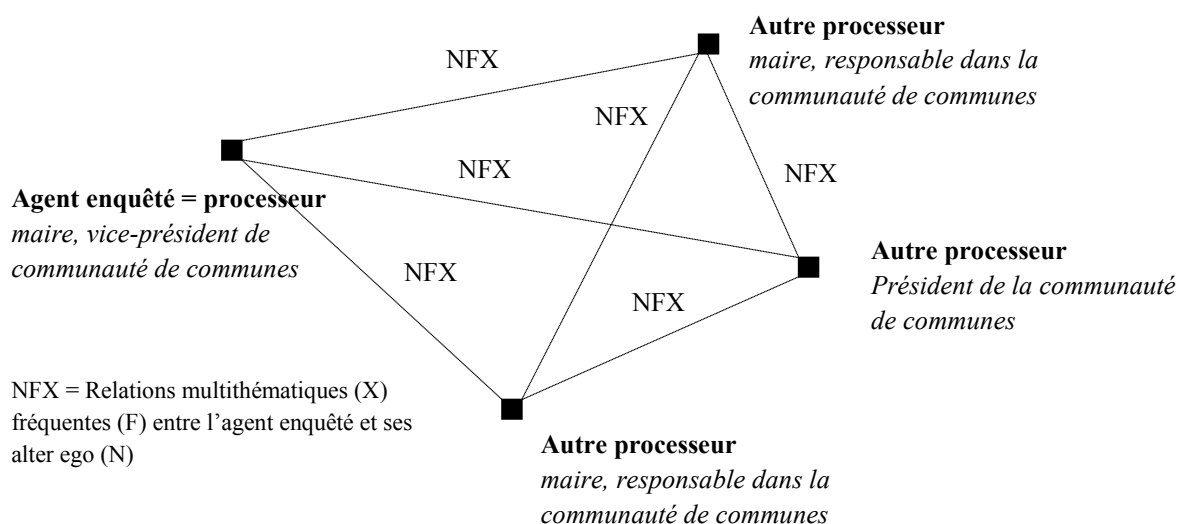 Autre processeur
maire, responsable dans la
communauté de communes
NFX
NFX
NFX
NFX
Agent enquêté = processeur
maire, vice-président de
communauté de communes
NFX
NFX
Autre processeur
Président de la communauté
de communes
NFX = Relations multithématiques (X)
fréquentes (F) entre l’agent enquêté et ses
alter ego (N)
Autre processeur
maire, responsable dans la
communauté de communes